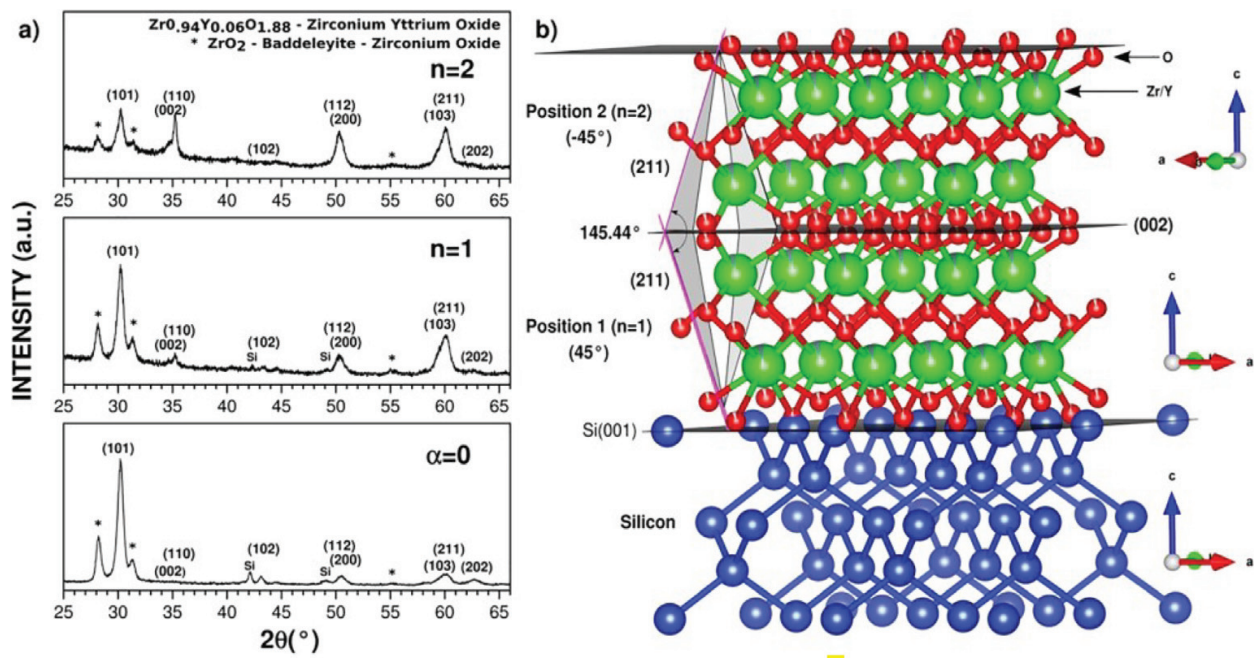 a)
Zr0.94Y0.06O1.88 - Zirconium Yttrium Oxide
* ZrO2 - Baddeleyite - Zirconium Oxide
n=2
(101)
(110)
(002)
*
*
(102)
(112)
(200)
*
(211)
(103)
(202)
25 30 35 40 45 50 55 60 65
n=1
(101)
*
*
(110)
(002)
(102)
Si
Si
(112)
(200)
*
(211)
(103)
(202)
25 30 35 40 45 50 55 60 65
α=0
(101)
*
*
(110)
(002)
(102)
Si
Si
(112)
(200)
*
(211)
(103)
(202)
25 30 35 40 45 50 55 60 65
INTENSITY (a.u.)
2θ(°)
b)
O
Zr/Y
Position 2 (n=2)
(-45°)
(211)
145.44°
(002)
(211)
Position 1 (n=1)
(45°)
Si(001)
Silicon
c
a
c
a
c
a